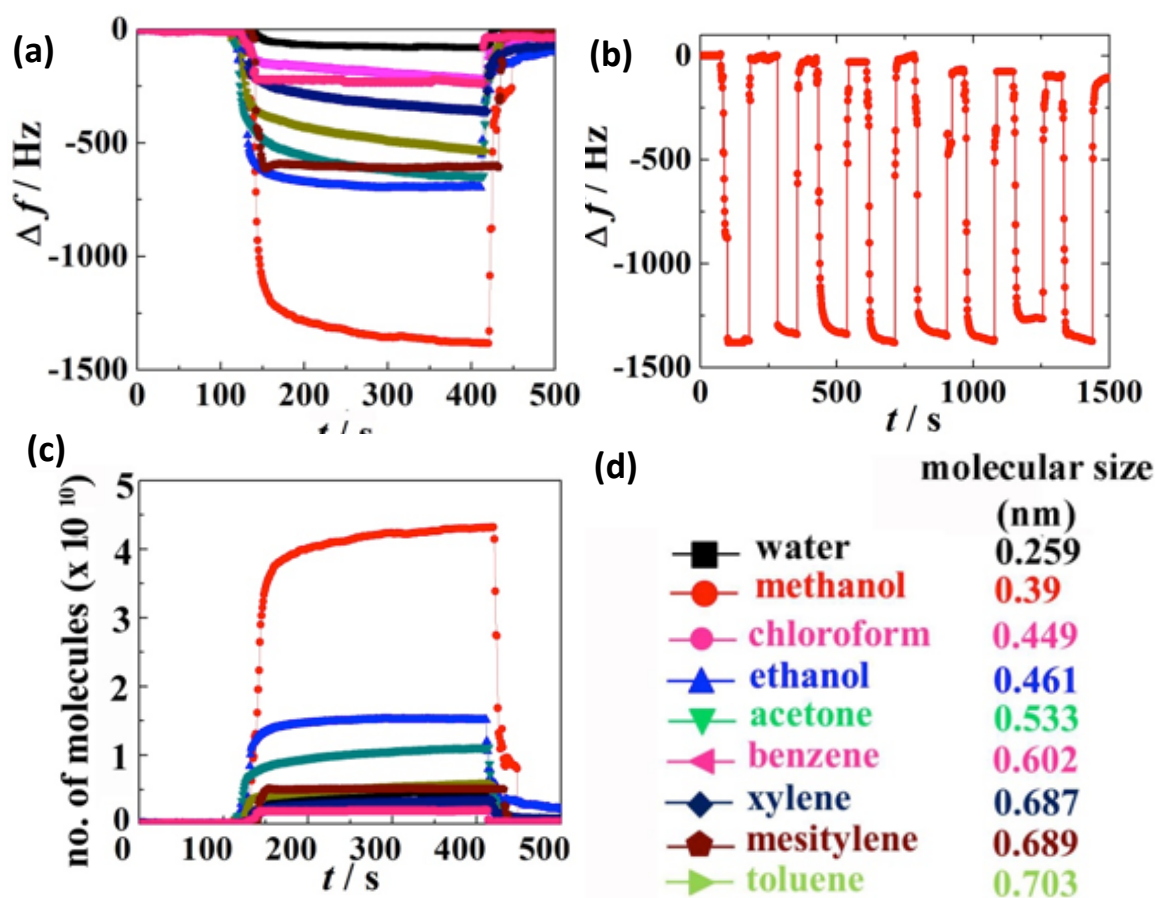 (a)
0
-500
-1000
-1500
Δ f / Hz
0 100 200 300 400 500
t / s
(b)
0
-500
-1000
-1500
Δ f / Hz
0 500 1000 1500
t / s
(c)
5
4
3
2
1
0
no. of molecules (x 10 10)
0 100 200 300 400 500
t / s
(d)
molecular size
(nm)
water 0.259
methanol 0.39
chloroform 0.449
ethanol 0.461
acetone 0.533
benzene 0.602
xylene 0.687
mesitylene 0.689
toluene 0.703